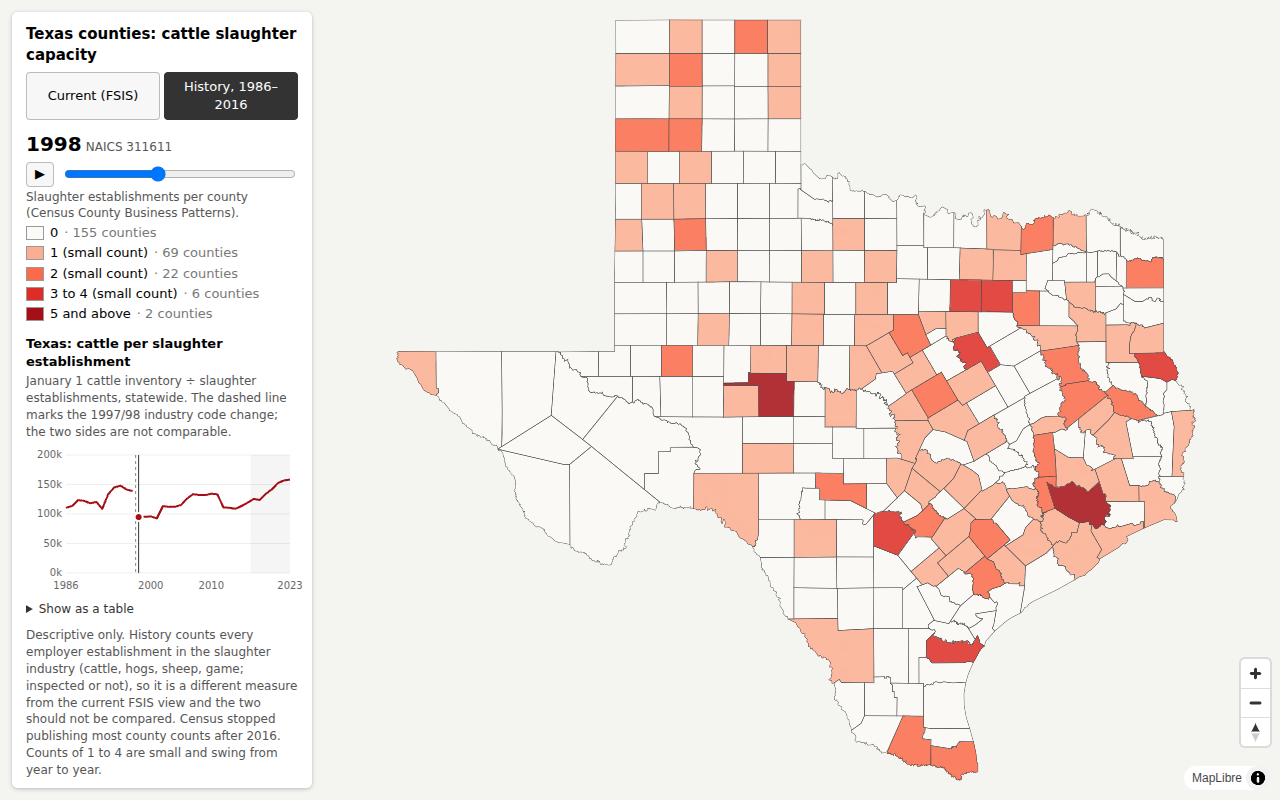 Texas counties: cattle slaughter
capacity
Current (FSIS)
History, 1986–
2016
1998 NAICS 311611
Slaughter establishments per county
(Census County Business Patterns).
0 · 155 counties
1 (small count) · 69 counties
2 (small count) · 22 counties
3 to 4 (small count) · 6 counties
5 and above · 2 counties
Texas: cattle per slaughter
establishment
January 1 cattle inventory ÷ slaughter
establishments, statewide. The dashed line
marks the 1997/98 industry code change;
the two sides are not comparable.
200k
150k
100k
50k
0k
1986 2000 2010 2023
Show as a table
Descriptive only. History counts every
employer establishment in the slaughter
industry (cattle, hogs, sheep, game;
inspected or not), so it is a different measure
from the current FSIS view and the two
should not be compared. Census stopped
publishing most county counts after 2016.
Counts of 1 to 4 are small and swing from
year to year.
MapLibre